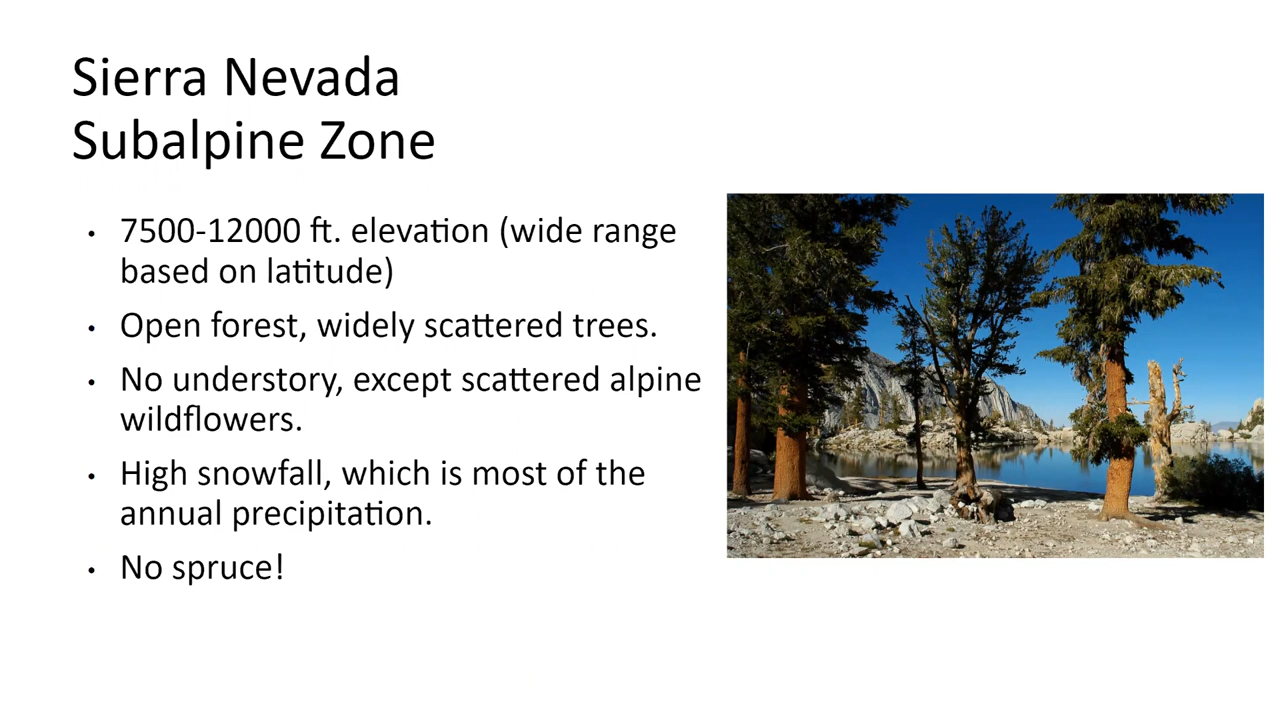 Sierra Nevada
Subalpine Zone
• 7500-12000 ft. elevation (wide range
based on latitude)
• Open forest, widely scattered trees.
• No understory, except scattered alpine
wildflowers.
• High snowfall, which is most of the
annual precipitation.
• No spruce!